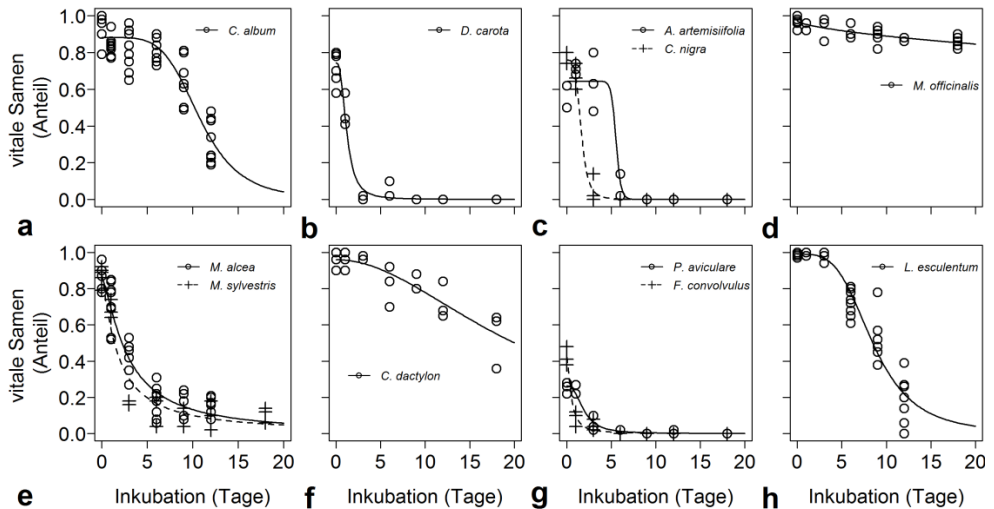 vitale Samen
(Anteil)
1.0
0.8
0.6
0.4
0.2
0.0
C. album
D. carota
A. artemisiifolia
C. nigra
M. officinalis
a
b
c
d
vitale Samen
(Anteil)
1.0
0.8
0.6
0.4
0.2
0.0
M. alcea
M. sylvestris
C. dactylon
P. aviculare
F. convolvulus
L. esculentum
0 5 10 15 20
0 5 10 15 20
0 5 10 15 20
0 5 10 15 20
e
f
g
h
Inkubation (Tage)
Inkubation (Tage)
Inkubation (Tage)
Inkubation (Tage)